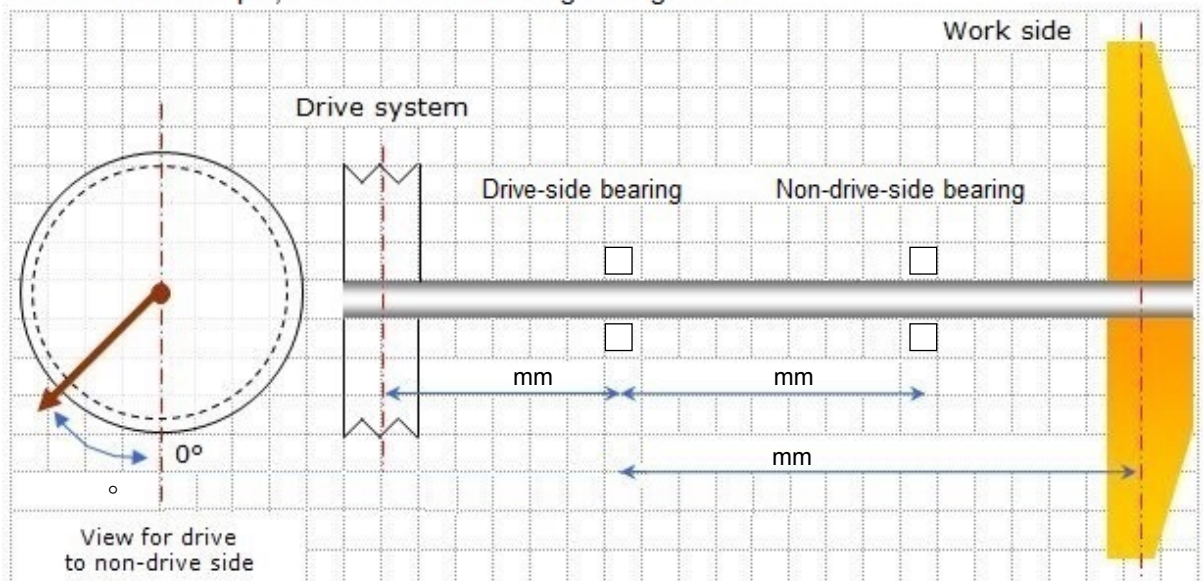 Work side
Drive system
Drive-side bearing
Non-drive-side bearing
mm
mm
0°
mm
°
View for drive
to non-drive side